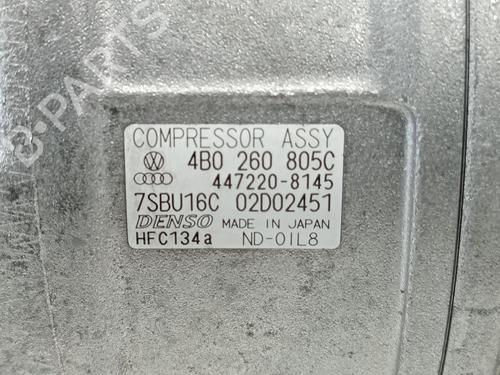 B-PARTS
COMPRESSOR ASSY
4B0 260 805C
447220-8145
7SBU16C 02D02451
DENSO MADE IN JAPAN
HFC134a ND-OIL8